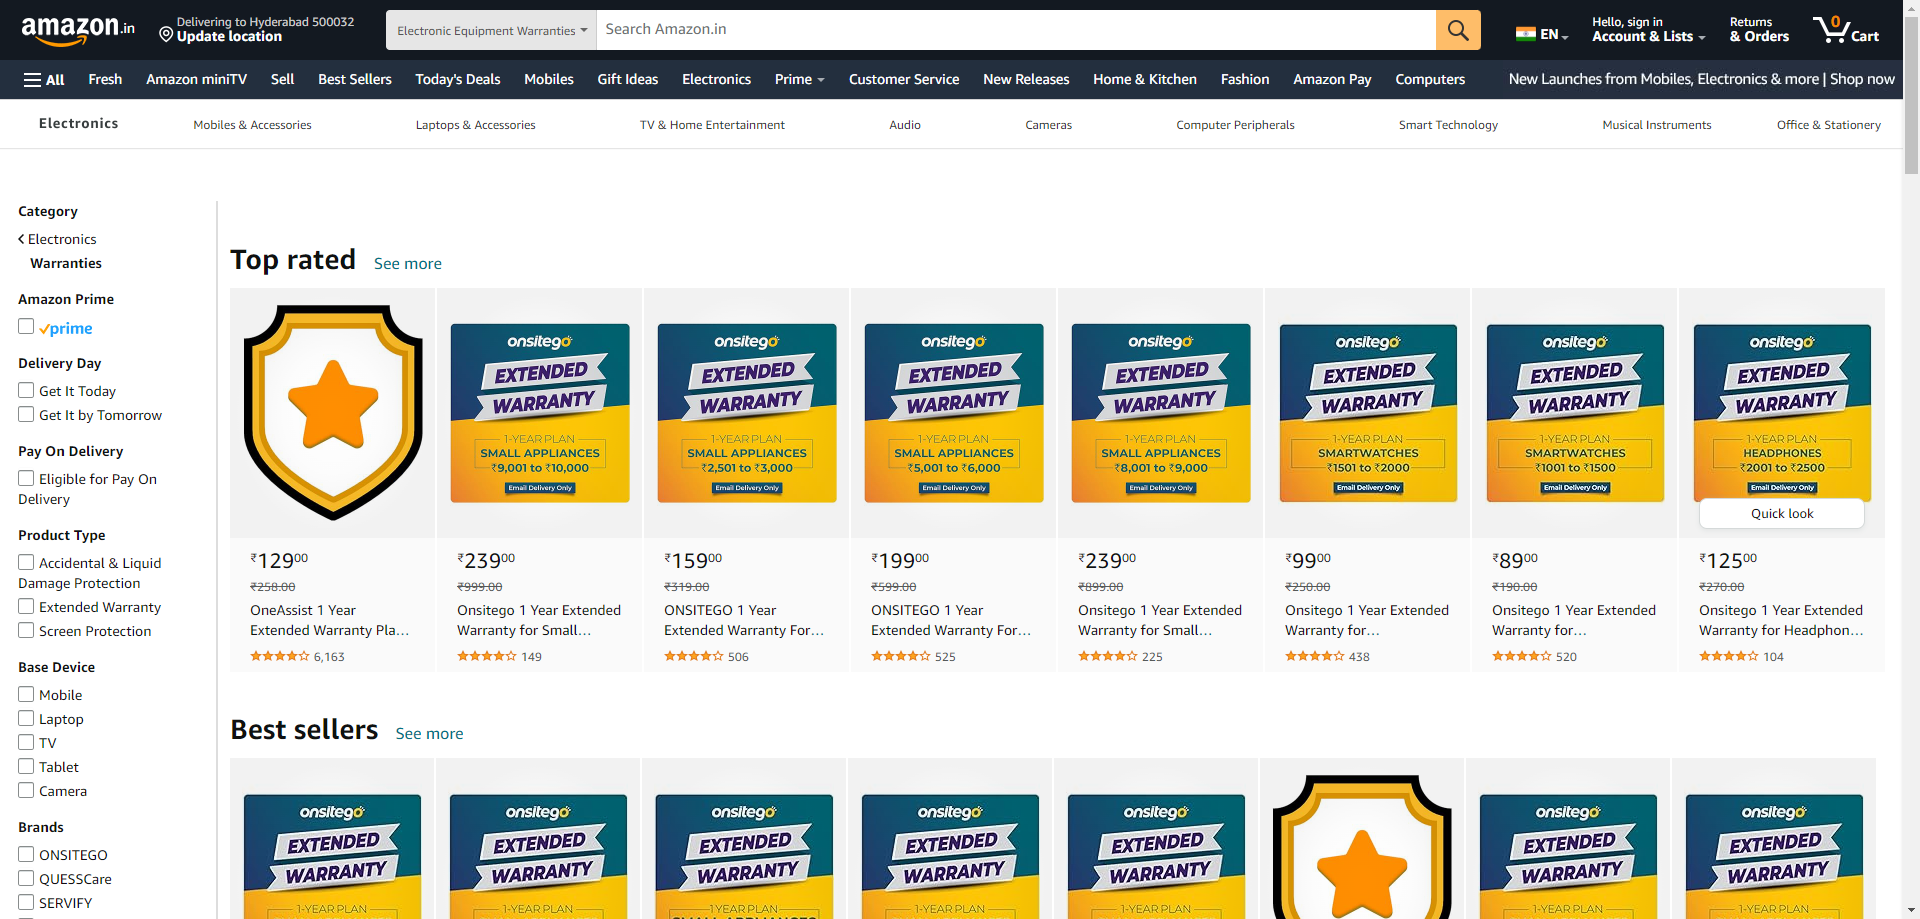 amazon.in
Delivering to Hyderabad 500032
Update location
Electronic Equipment Warranties
Search Amazon.in
EN
Hello, sign in
Account & Lists
Returns
& Orders
0
Cart
All
Fresh
Amazon miniTV
Sell
Best Sellers
Today's Deals
Mobiles
Gift Ideas
Electronics
Prime
Customer Service
New Releases
Home & Kitchen
Fashion
Amazon Pay
Computers
New Launches from Mobiles, Electronics & more | Shop now
Electronics
Mobiles & Accessories
Laptops & Accessories
TV & Home Entertainment
Audio
Cameras
Computer Peripherals
Smart Technology
Musical Instruments
Office & Stationery
Category
Electronics
Warranties
Amazon Prime
prime
Delivery Day
Get It Today
Get It by Tomorrow
Pay On Delivery
Eligible for Pay On
Delivery
Product Type
Accidental & Liquid
Damage Protection
Extended Warranty
Screen Protection
Base Device
Mobile
Laptop
TV
Tablet
Camera
Brands
ONSITEGO
QUESSCare
SERVIFY
Top rated See more
₹12900
₹258.00
OneAssist 1 Year
Extended Warranty Pla...
6,163
onsitego
EXTENDED
WARRANTY
1-YEAR PLAN
SMALL APPLIANCES
₹9,001 to ₹10,000
Email Delivery Only
₹23900
₹999.00
Onsitego 1 Year Extended
Warranty for Small...
149
onsitego
EXTENDED
WARRANTY
1-YEAR PLAN
SMALL APPLIANCES
₹2,501 to ₹3,000
Email Delivery Only
₹15900
₹319.00
ONSITEGO 1 Year
Extended Warranty For...
506
onsitego
EXTENDED
WARRANTY
1-YEAR PLAN
SMALL APPLIANCES
₹5,001 to ₹6,000
Email Delivery Only
₹19900
₹599.00
ONSITEGO 1 Year
Extended Warranty For...
525
onsitego
EXTENDED
WARRANTY
1-YEAR PLAN
SMALL APPLIANCES
₹8,001 to ₹9,000
Email Delivery Only
₹23900
₹899.00
Onsitego 1 Year Extended
Warranty for Small...
225
onsitego
EXTENDED
WARRANTY
1-YEAR PLAN
SMARTWATCHES
₹1501 to ₹2000
Email Delivery Only
₹9900
₹250.00
Onsitego 1 Year Extended
Warranty for...
438
onsitego
EXTENDED
WARRANTY
1-YEAR PLAN
SMARTWATCHES
₹1001 to ₹1500
Email Delivery Only
₹8900
₹190.00
Onsitego 1 Year Extended
Warranty for...
520
onsitego
EXTENDED
WARRANTY
1-YEAR PLAN
HEADPHONES
₹2001 to ₹2500
Email Delivery Only
Quick look
₹12500
₹270.00
Onsitego 1 Year Extended
Warranty for Headphon...
104
Best sellers See more
onsitego
EXTENDED
WARRANTY
1-YEAR PLAN
onsitego
EXTENDED
WARRANTY
1-YEAR PLAN
onsitego
EXTENDED
WARRANTY
1-YEAR PLAN
SMALL APPLIANCES
onsitego
EXTENDED
WARRANTY
1-YEAR PLAN
onsitego
EXTENDED
WARRANTY
1-YEAR PLAN
onsitego
EXTENDED
WARRANTY
1-YEAR PLAN
onsitego
EXTENDED
WARRANTY
1-YEAR PLAN